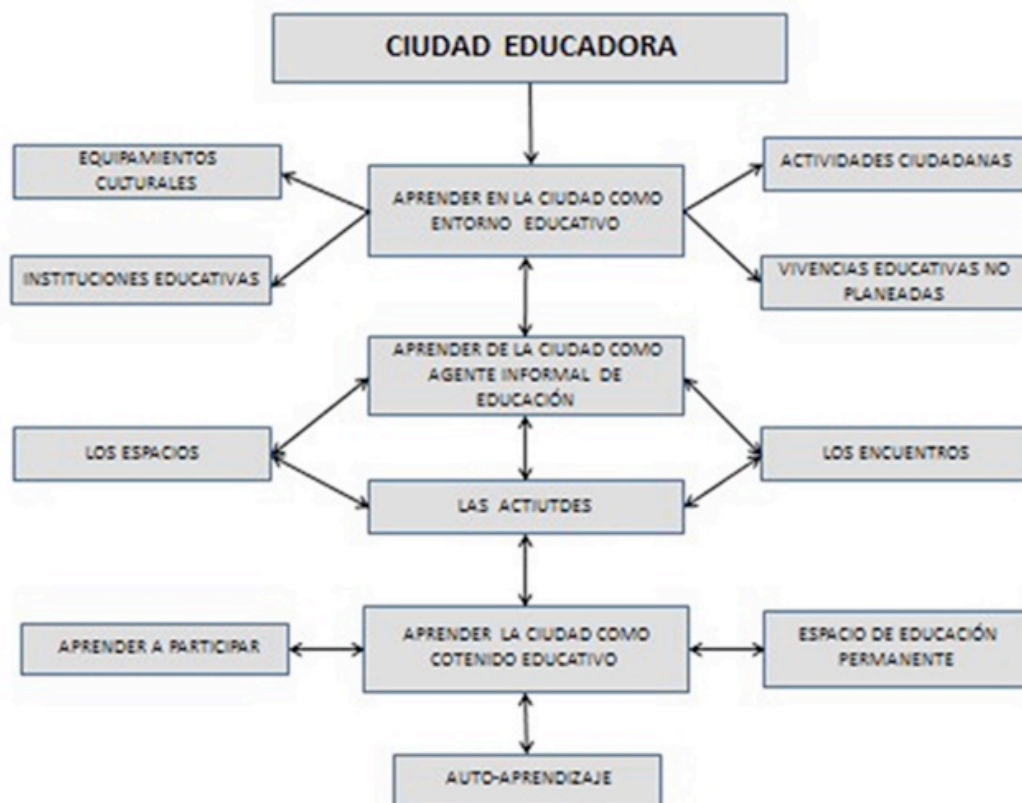 CIUDAD EDUCADORA
EQUIPAMIENTOS
CULTURALES
ACTIVIDADES CIUDADANAS
APRENDER EN LA CIUDAD COMO
ENTORNO EDUCATIVO
INSTITUCIONES EDUCATIVAS
VIVENCIAS EDUCATIVAS NO
PLANEADAS
APRENDER DE LA CIUDAD COMO
AGENTE INFORMAL DE
EDUCACIÓN
LOS ESPACIOS
LOS ENCUENTROS
LAS ACTIUTDES
APRENDER A PARTICIPAR
APRENDER LA CIUDAD COMO
COTENIDO EDUCATIVO
ESPACIO DE EDUCACIÓN
PERMANENTE
AUTO-APRENDIZAJE